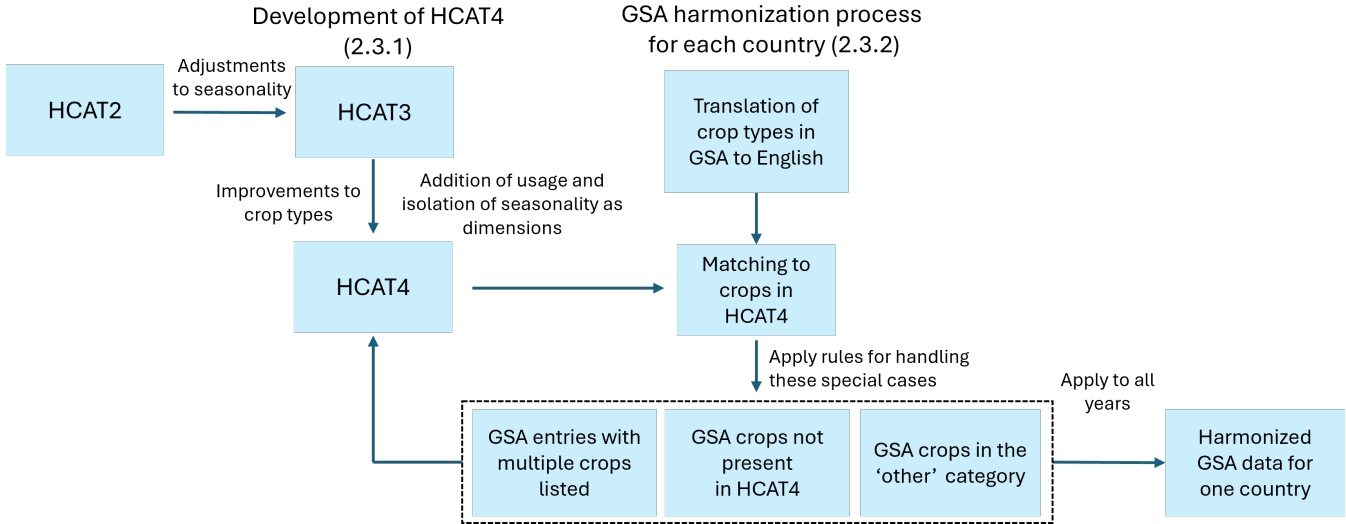 Development of HCAT4
(2.3.1)
GSA harmonization process
for each country (2.3.2)
HCAT2
Adjustments
to seasonality
HCAT3
Translation of
crop types in
GSA to English
Improvements to
crop types
Addition of usage and
isolation of seasonality as
dimensions
HCAT4
Matching to
crops in
HCAT4
Apply rules for handling
these special cases
GSA entries with
multiple crops
listed
GSA crops not
present
in HCAT4
GSA crops in the
‘other’ category
Apply to all
years
Harmonized
GSA data for
one country